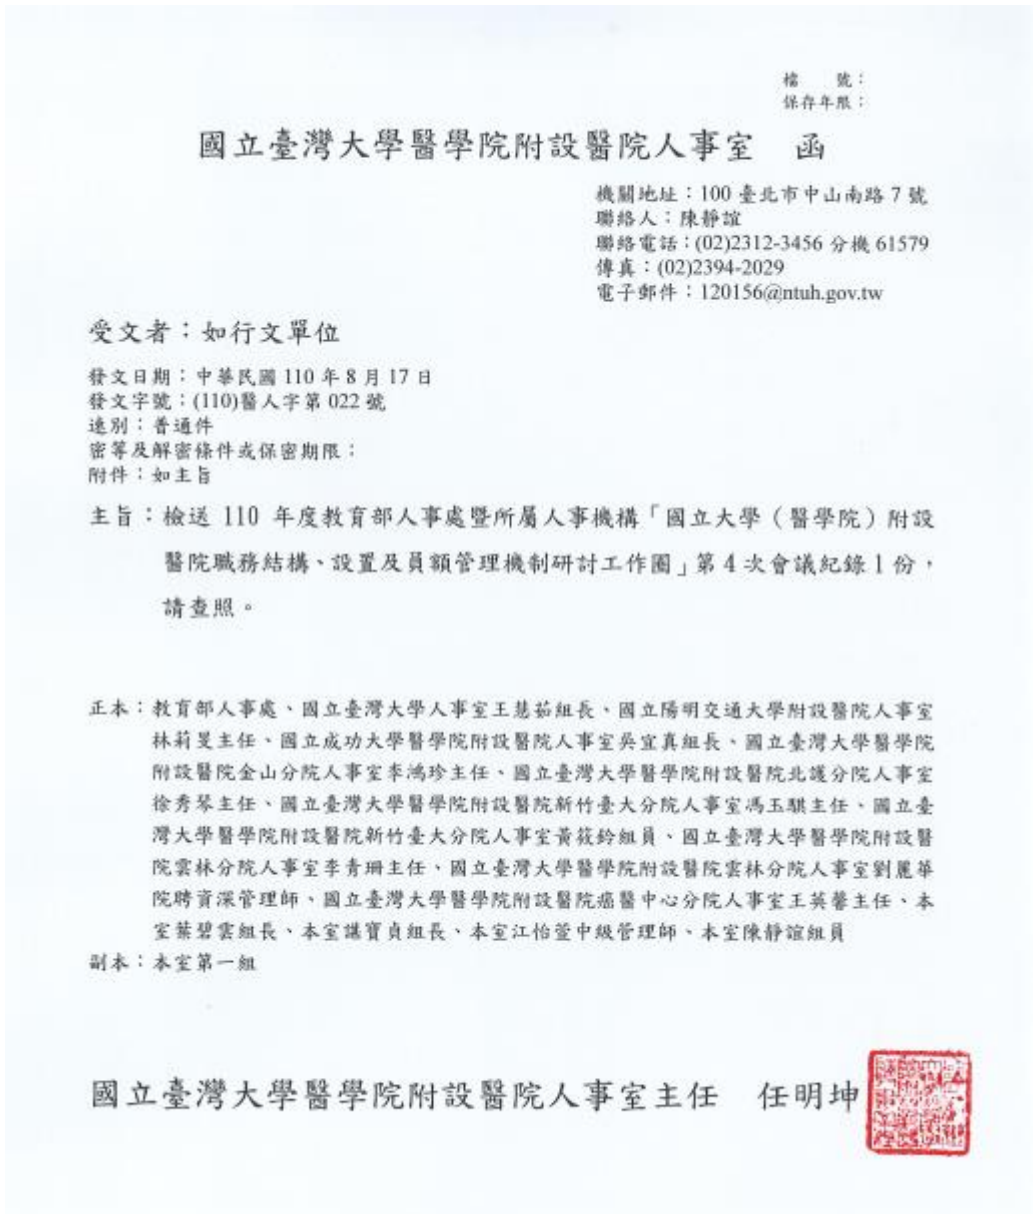 檔　　號：
保存年限：
國立臺灣大學醫學院附設醫院人事室　函
機關地址：100 臺北市中山南路 7 號
聯絡人：陳靜誼
聯絡電話：(02)2312-3456 分機 61579
傳真：(02)2394-2029
電子郵件：120156@ntuh.gov.tw
受文者：如行文單位
發文日期：中華民國 110 年 8 月 17 日
發文字號：(110)醫人字第 022 號
速別：普通件
密等及解密條件或保密期限：
附件：如主旨
主旨：檢送 110 年度教育部人事處暨所屬人事機構「國立大學（醫學院）附設
醫院職務結構、設置及員額管理機制研討工作圈」第 4 次會議紀錄 1 份，
請查照。
正本：教育部人事處、國立臺灣大學人事室王慧茹組長、國立陽明交通大學附設醫院人事室
林莉旻主任、國立成功大學醫學院附設醫院人事室吳宜真組長、國立臺灣大學醫學院
附設醫院金山分院人事室李鴻珍主任、國立臺灣大學醫學院附設醫院北護分院人事室
徐秀琴主任、國立臺灣大學醫學院附設醫院新竹臺大分院人事室馮玉騏主任、國立臺
灣大學醫學院附設醫院新竹臺大分院人事室黃筱鈴組員、國立臺灣大學醫學院附設醫
院雲林分院人事室李青珊主任、國立臺灣大學醫學院附設醫院雲林分院人事室劉麗華
院聘資深管理師、國立臺灣大學醫學院附設醫院癌醫中心分院人事室王英馨主任、本
室葉碧雲組長、本室諶寶貞組長、本室江怡萱中級管理師、本室陳靜誼組員
副本：本室第一組
國立臺灣大學醫學院附設醫院人事室主任　任明坤